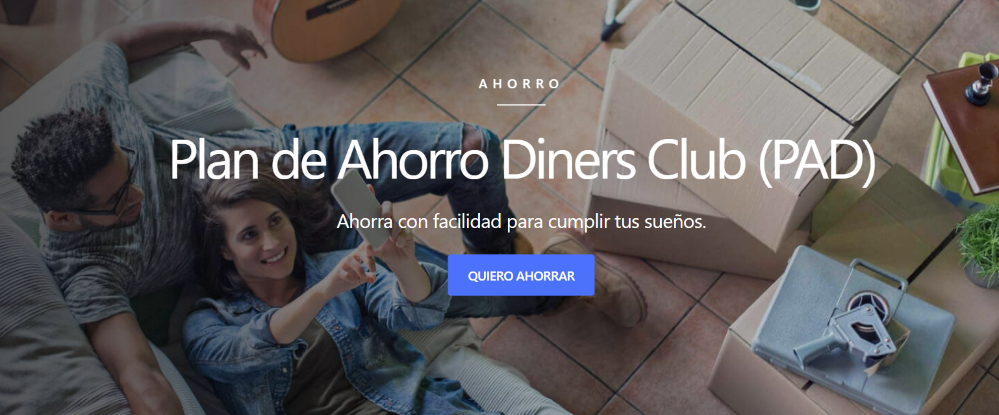 AHORRO
Plan de Ahorro Diners Club (PAD)
Ahorra con facilidad para cumplir tus sueños.
QUIERO AHORRAR